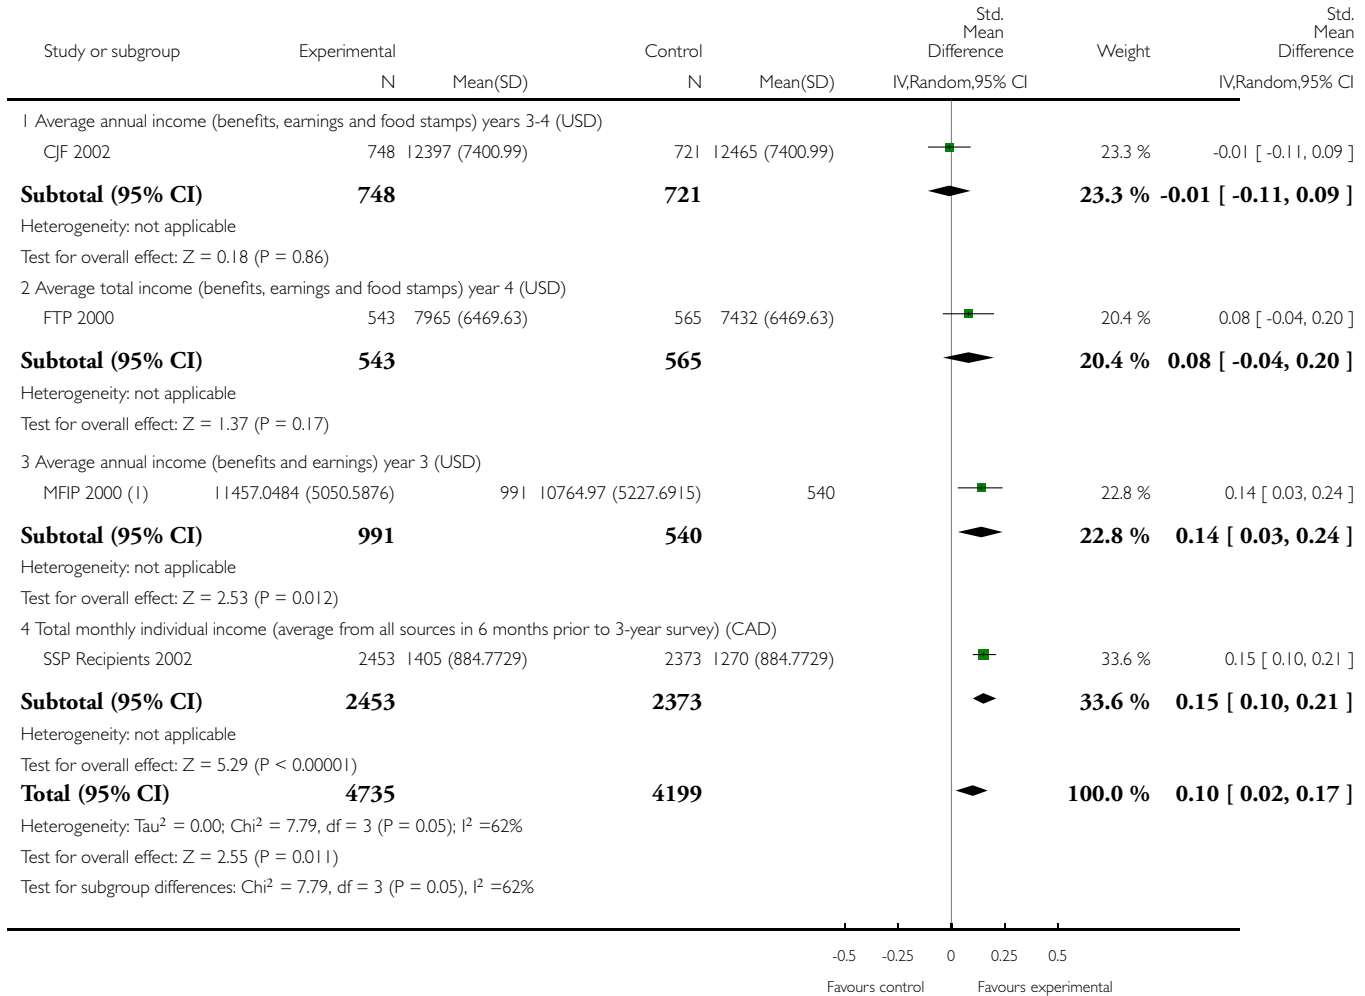 Std. Mean Difference Std. Mean Difference
Study or subgroup Experimental Control Weight
N Mean(SD) N Mean(SD) IV,Random,95% CI IV,Random,95% CI
1 Average annual income (benefits, earnings and food stamps) years 3-4 (USD)
CJF 2002 748 12397 (7400.99) 721 12465 (7400.99) 23.3 % -0.01 [ -0.11, 0.09 ]
Subtotal (95% CI) 748 721 23.3 % -0.01 [ -0.11, 0.09 ]
Heterogeneity: not applicable
Test for overall effect: Z = 0.18 (P = 0.86)
2 Average total income (benefits, earnings and food stamps) year 4 (USD)
FTP 2000 543 7965 (6469.63) 565 7432 (6469.63) 20.4 % 0.08 [ -0.04, 0.20 ]
Subtotal (95% CI) 543 565 20.4 % 0.08 [ -0.04, 0.20 ]
Heterogeneity: not applicable
Test for overall effect: Z = 1.37 (P = 0.17)
3 Average annual income (benefits and earnings) year 3 (USD)
MFIP 2000 (1) 11457.0484 (5050.5876) 991 10764.97 (5227.6915) 540 22.8 % 0.14 [ 0.03, 0.24 ]
Subtotal (95% CI) 991 540 22.8 % 0.14 [ 0.03, 0.24 ]
Heterogeneity: not applicable
Test for overall effect: Z = 2.53 (P = 0.012)
4 Total monthly individual income (average from all sources in 6 months prior to 3-year survey) (CAD)
SSP Recipients 2002 2453 1405 (884.7729) 2373 1270 (884.7729) 33.6 % 0.15 [ 0.10, 0.21 ]
Subtotal (95% CI) 2453 2373 33.6 % 0.15 [ 0.10, 0.21 ]
Heterogeneity: not applicable
Test for overall effect: Z = 5.29 (P < 0.00001)
Total (95% CI) 4735 4199 100.0 % 0.10 [ 0.02, 0.17 ]
Heterogeneity: Tau² = 0.00; Chi² = 7.79, df = 3 (P = 0.05); I² =62%
Test for overall effect: Z = 2.55 (P = 0.011)
Test for subgroup differences: Chi² = 7.79, df = 3 (P = 0.05), I² =62%
-0.5 -0.25 0 0.25 0.5
Favours control Favours experimental